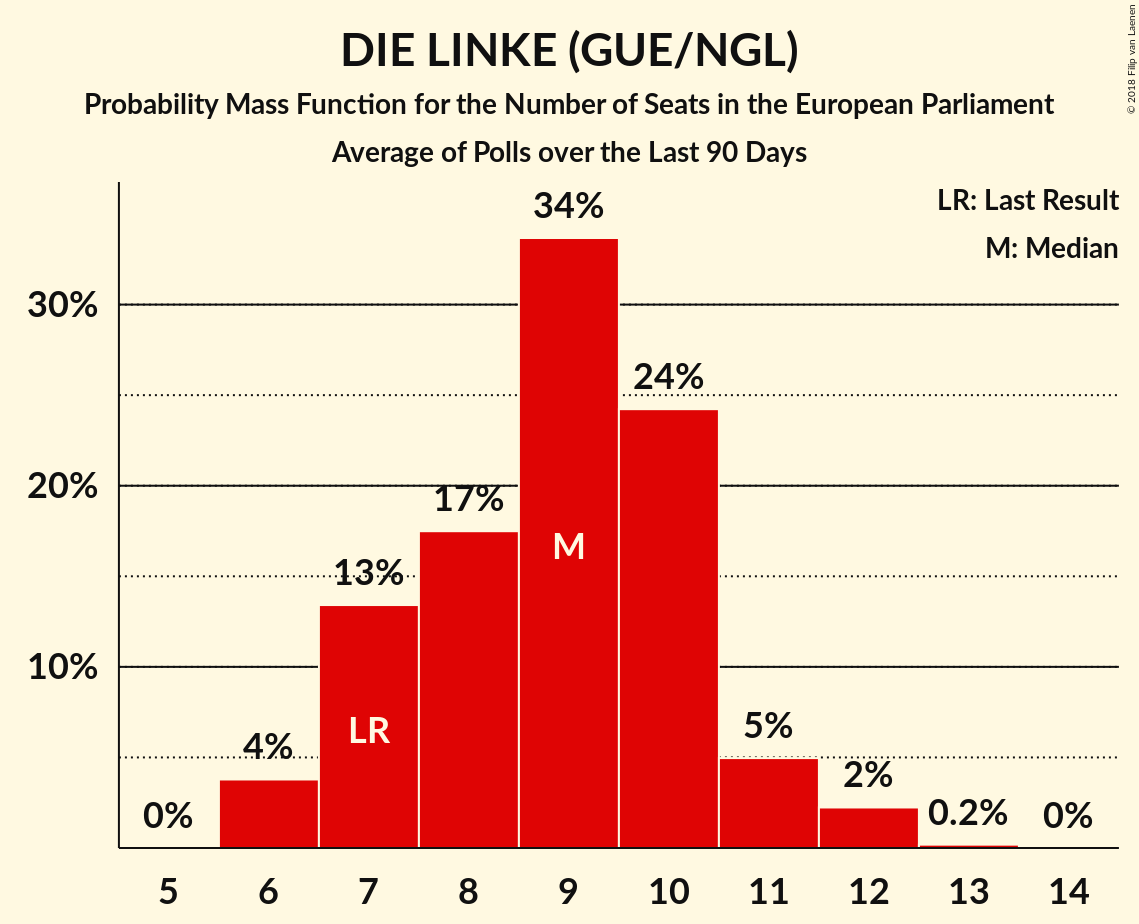 DIE LINKE (GUE/NGL)
Probability Mass Function for the Number of Seats in the European Parliament
Average of Polls over the Last 90 Days
© 2018 Filip van Laenen
LR: Last Result
M: Median
34%
30%
24%
20%
17%
M
13%
10%
LR
5%
4%
2%
0%
0.2%
0%
5 6 7 8 9 10 11 12 13 14